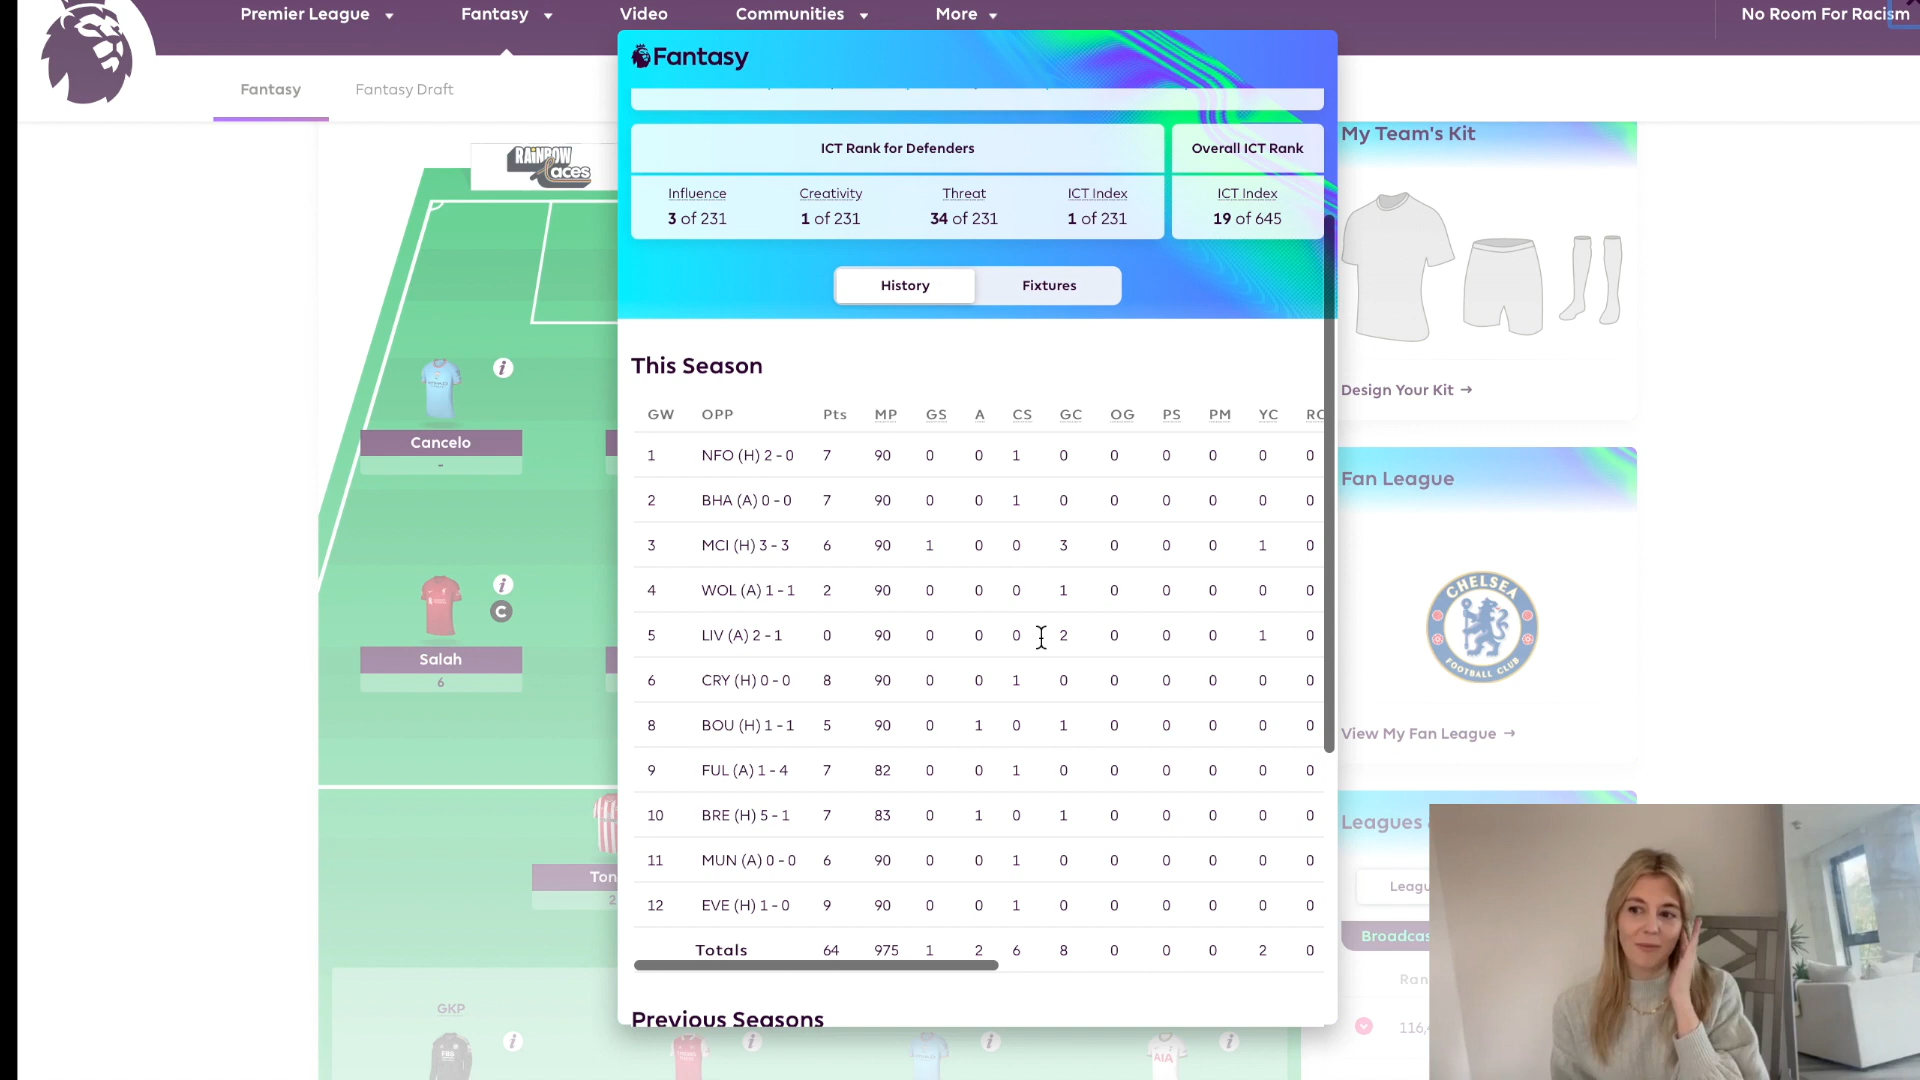 Premier League Fantasy Video Communities More No Room For Racism
Fantasy
Fantasy Fantasy Draft
RAINBOW
laces
My Team's Kit
ICT Rank for Defenders Overall ICT Rank
Influence Creativity Threat ICT Index ICT Index
3 of 231 1 of 231 34 of 231 1 of 231 19 of 645
History Fixtures
This Season
Design Your Kit →
GW OPP Pts MP GS A CS GC OG PS PM YC RC
1 NFO (H) 2 - 0 7 90 0 0 1 0 0 0 0 0 0
2 BHA (A) 0 - 0 7 90 0 0 1 0 0 0 0 0 0
3 MCI (H) 3 - 3 6 90 1 0 0 3 0 0 0 1 0
4 WOL (A) 1 - 1 2 90 0 0 0 1 0 0 0 0 0
5 LIV (A) 2 - 1 0 90 0 0 0 2 0 0 0 1 0
6 CRY (H) 0 - 0 8 90 0 0 1 0 0 0 0 0 0
8 BOU (H) 1 - 1 5 90 0 1 0 1 0 0 0 0 0
9 FUL (A) 1 - 4 7 82 0 0 1 0 0 0 0 0 0
10 BRE (H) 5 - 1 7 83 0 1 0 1 0 0 0 0 0
11 MUN (A) 0 - 0 6 90 0 0 1 0 0 0 0 0 0
12 EVE (H) 1 - 0 9 90 0 0 1 0 0 0 0 0 0
Totals 64 975 1 2 6 8 0 0 0 2 0
Previous Seasons
Cancelo
-
C
Salah
6
Ton
2
GKP
FBS
AIA
Fan League
CHELSEA
FOOTBALL CLUB
View My Fan League →
Leagues
Leagu
Broadcas
Ran
116,